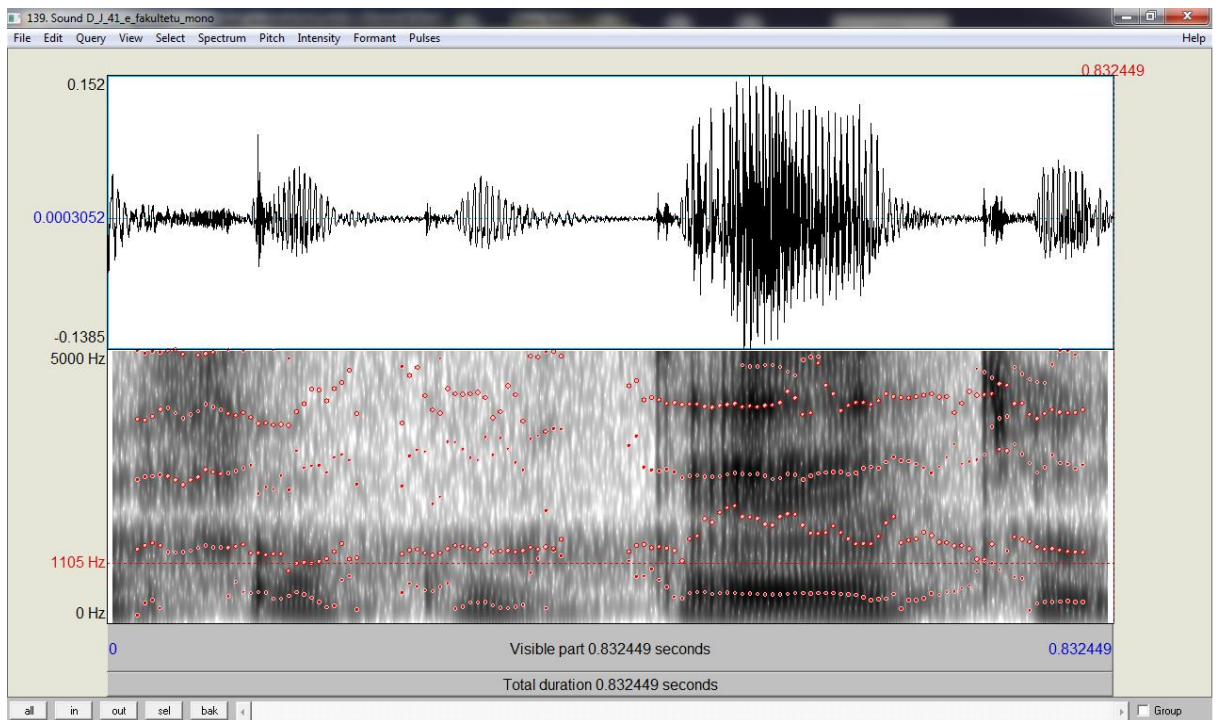 139. Sound D_J_41_e_fakultetu_mono
File Edit Query View Select Spectrum Pitch Intensity Formant Pulses Help
0.832449
0.152
0.0003052
-0.1385
5000 Hz
1105 Hz
0 Hz
0 Visible part 0.832449 seconds 0.832449
Total duration 0.832449 seconds
all in out sel bak Group